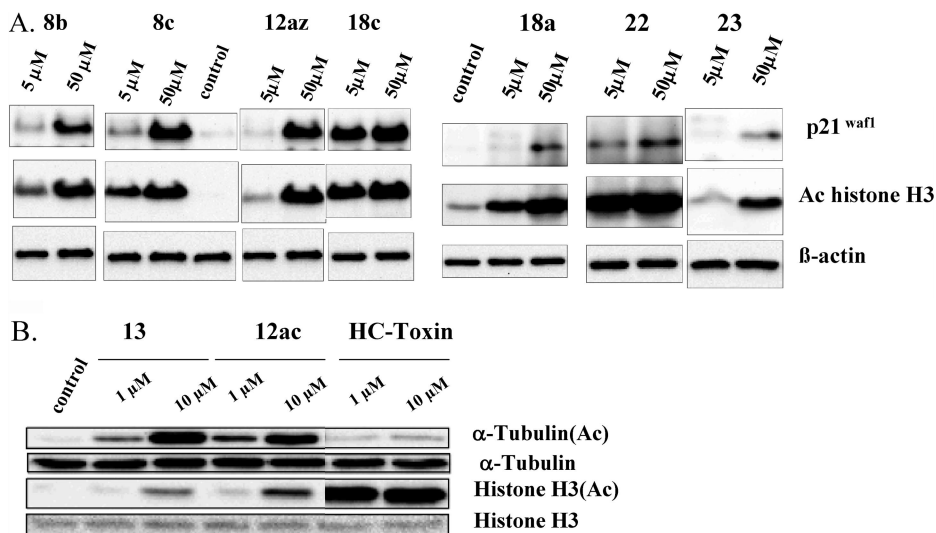 A. 8b 8c 12az 18c 18a 22 23
5 µM 50 µM 5 µM 50µM control 5µM 50µM 5µM 50µM control 5µM 50µM 5µM 50µM 5µM 50µM
p21 waf1
Ac histone H3
ß-actin
B. 13 12ac HC-Toxin
control 1 µM 10 µM 1 µM 10 µM 1 µM 10 µM
α-Tubulin(Ac)
α-Tubulin
Histone H3(Ac)
Histone H3